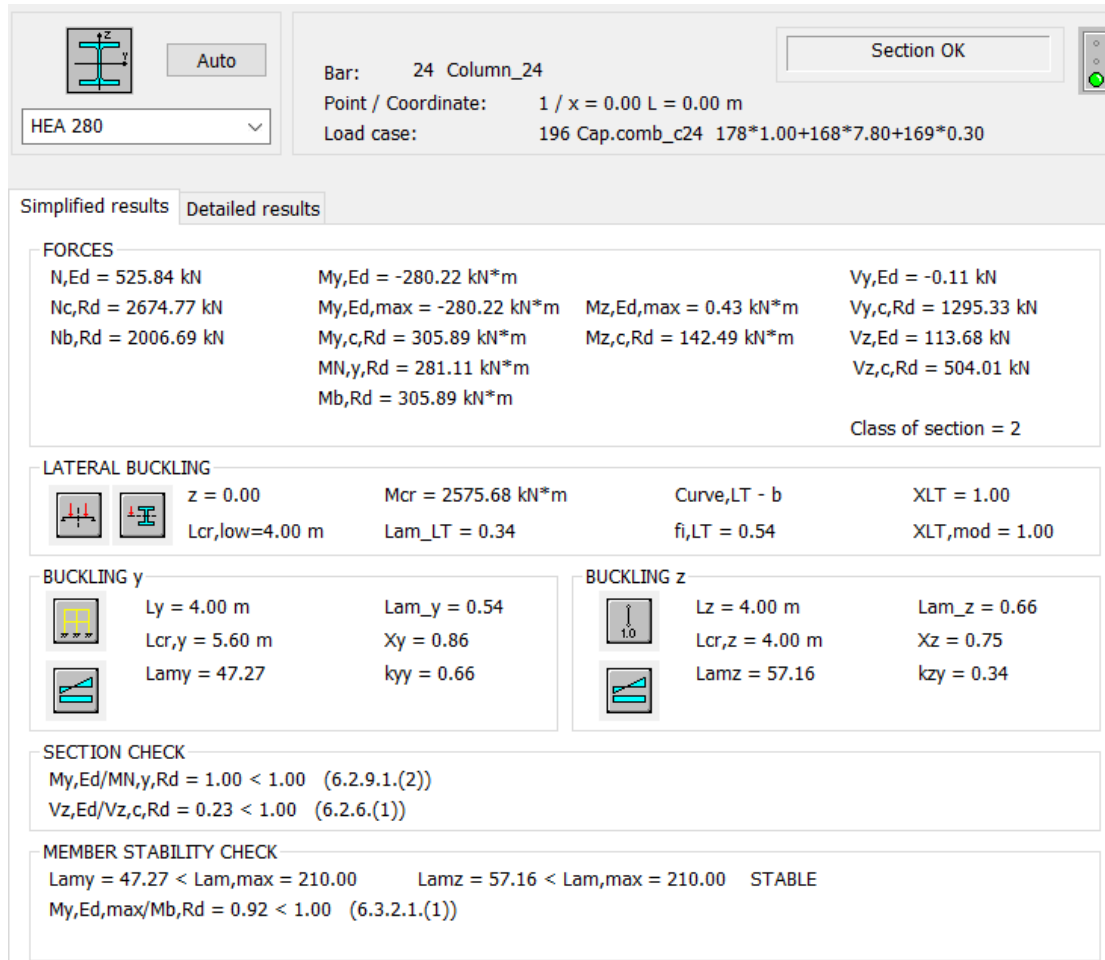 z
y
Auto
HEA 280
Section OK
Bar: 24 Column_24
Point / Coordinate: 1 / x = 0.00 L = 0.00 m
Load case: 196 Cap.comb_c24 178*1.00+168*7.80+169*0.30
Simplified results Detailed results
FORCES
N,Ed = 525.84 kN My,Ed = -280.22 kN*m Vy,Ed = -0.11 kN
Nc,Rd = 2674.77 kN My,Ed,max = -280.22 kN*m Mz,Ed,max = 0.43 kN*m Vy,c,Rd = 1295.33 kN
Nb,Rd = 2006.69 kN My,c,Rd = 305.89 kN*m Mz,c,Rd = 142.49 kN*m Vz,Ed = 113.68 kN
MN,y,Rd = 281.11 kN*m Vz,c,Rd = 504.01 kN
Mb,Rd = 305.89 kN*m
Class of section = 2
LATERAL BUCKLING
z = 0.00 Mcr = 2575.68 kN*m Curve,LT - b XLT = 1.00
Lcr,low=4.00 m Lam_LT = 0.34 fi,LT = 0.54 XLT,mod = 1.00
BUCKLING y
Ly = 4.00 m Lam_y = 0.54
Lcr,y = 5.60 m Xy = 0.86
Lamy = 47.27 kyy = 0.66
BUCKLING z
1.0
Lz = 4.00 m Lam_z = 0.66
Lcr,z = 4.00 m Xz = 0.75
Lamz = 57.16 kzy = 0.34
SECTION CHECK
My,Ed/MN,y,Rd = 1.00 < 1.00 (6.2.9.1.(2))
Vz,Ed/Vz,c,Rd = 0.23 < 1.00 (6.2.6.(1))
MEMBER STABILITY CHECK
Lamy = 47.27 < Lam,max = 210.00 Lamz = 57.16 < Lam,max = 210.00 STABLE
My,Ed,max/Mb,Rd = 0.92 < 1.00 (6.3.2.1.(1))